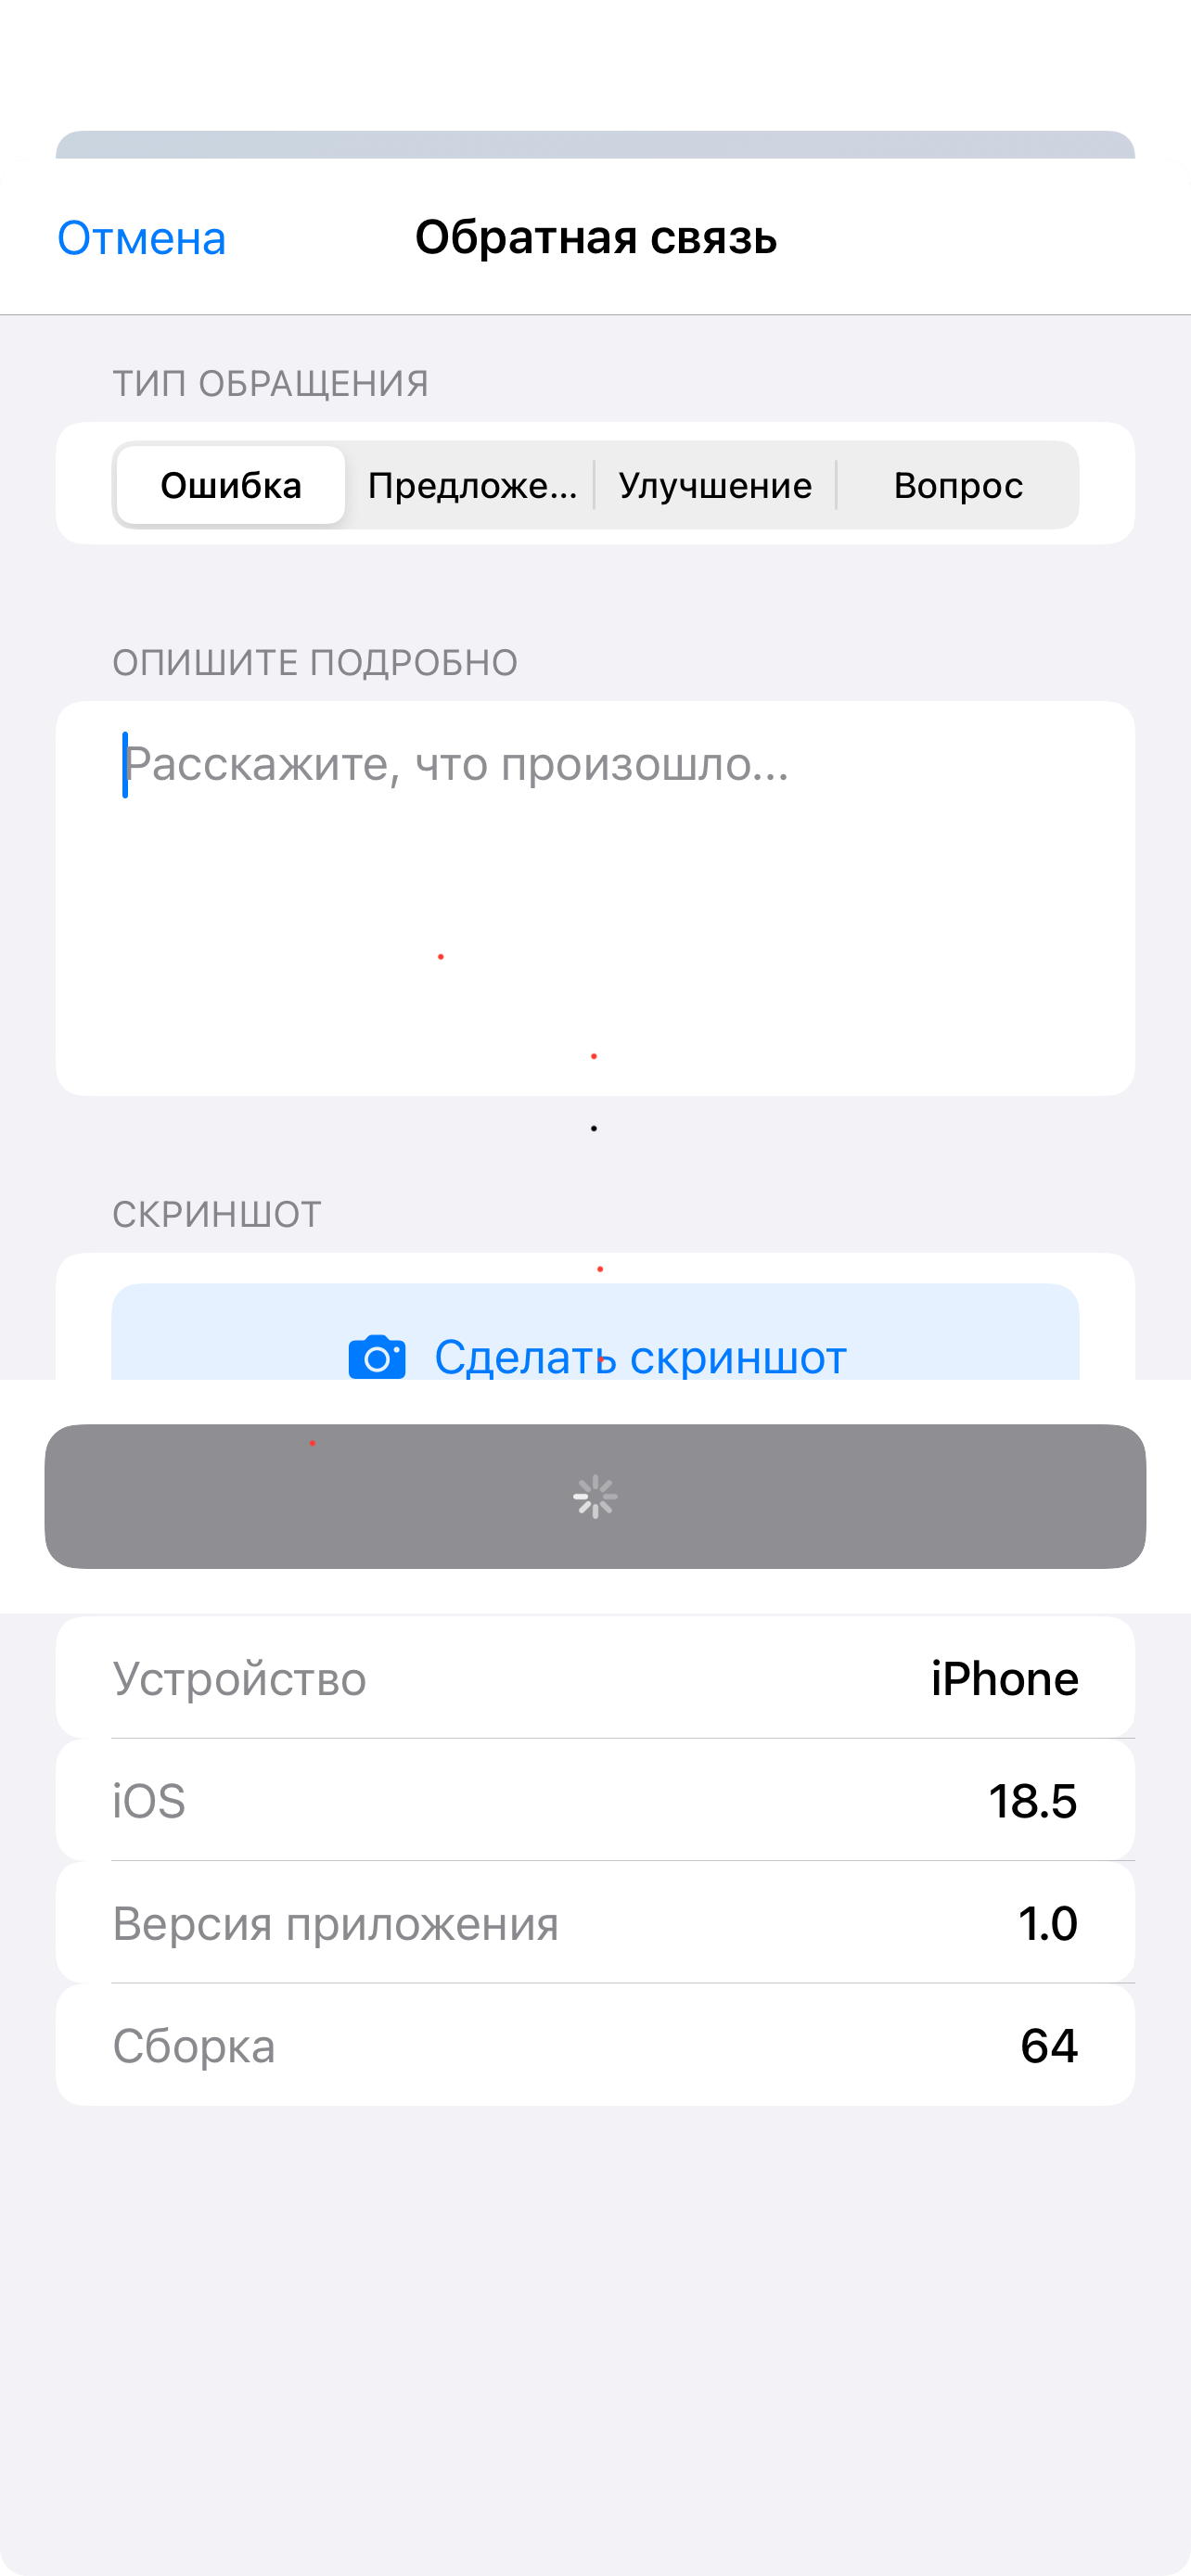 Отмена
Обратная связь
ТИП ОБРАЩЕНИЯ
Ошибка
Предложе...
Улучшение
Вопрос
ОПИШИТЕ ПОДРОБНО
Расскажите, что произошло...
СКРИНШОТ
Сделать скриншот
Устройство iPhone
iOS 18.5
Версия приложения 1.0
Сборка 64